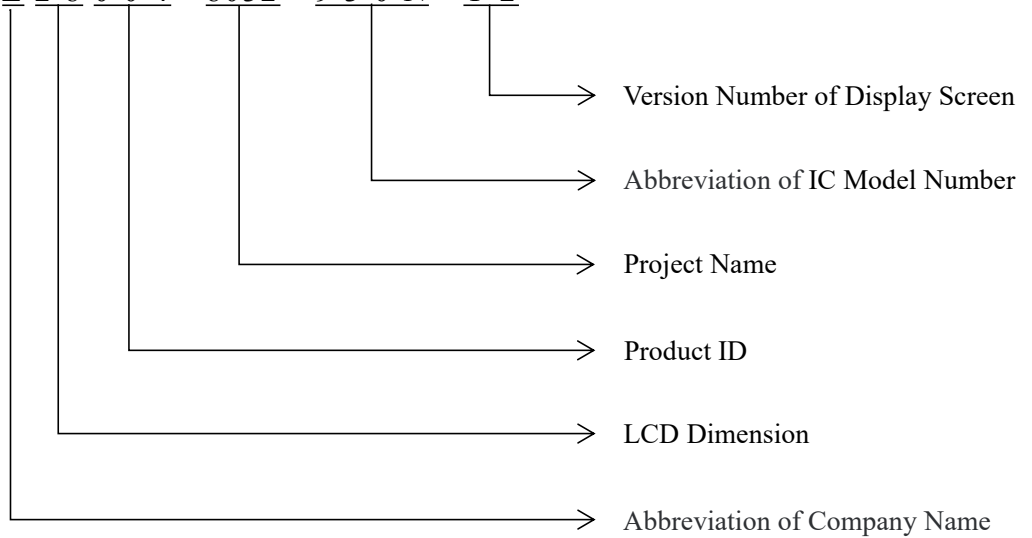 Version Number of Display Screen
Abbreviation of IC Model Number
Project Name
Product ID
LCD Dimension
Abbreviation of Company Name